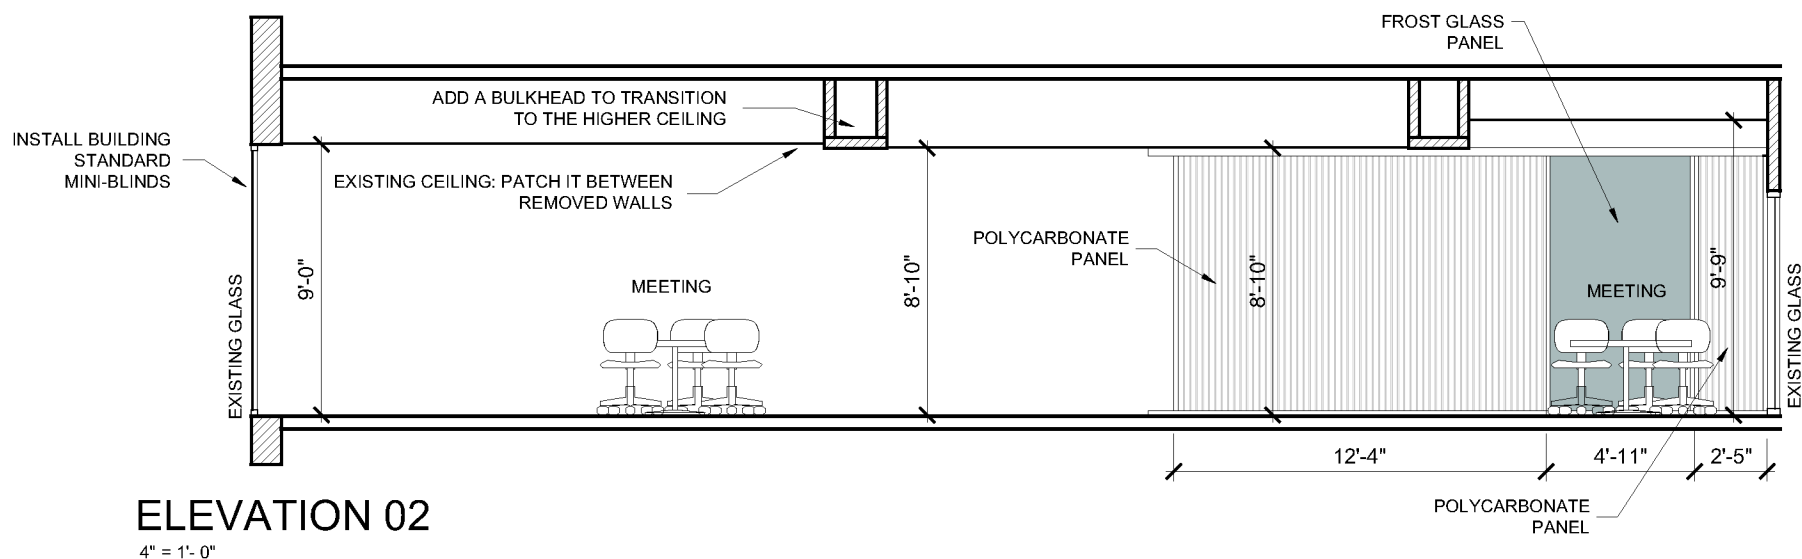 FROST GLASS
PANEL
ADD A BULKHEAD TO TRANSITION
TO THE HIGHER CEILING
INSTALL BUILDING
STANDARD
MINI-BLINDS
EXISTING CEILING: PATCH IT BETWEEN
REMOVED WALLS
POLYCARBONATE
PANEL
EXISTING GLASS
9'-0"
MEETING
8'-10"
8'-10"
MEETING
9'-9"
EXISTING GLASS
12'-4"
4'-11"
2'-5"
POLYCARBONATE
PANEL
ELEVATION 02
4" = 1'- 0"